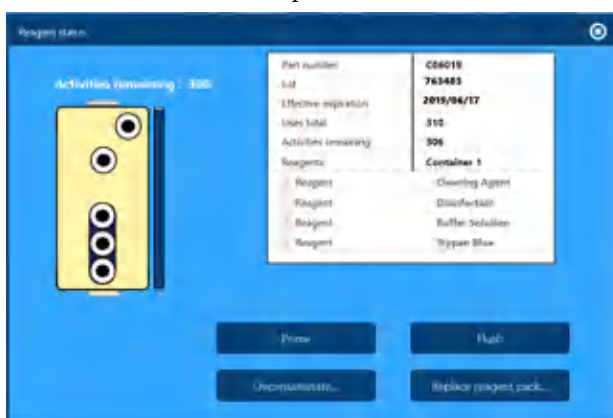 Reagent status
Activities remaining : 306
Part number C06019
Lot 763483
Effective expiration 2019/06/17
Uses total 310
Activities remaining 306
Reagents Container 1
Reagent Cleaning Agent
Reagent Disinfectant
Reagent Buffer Solution
Reagent Trypan Blue
Prime Flush
Decontaminate... Replace reagent pack...